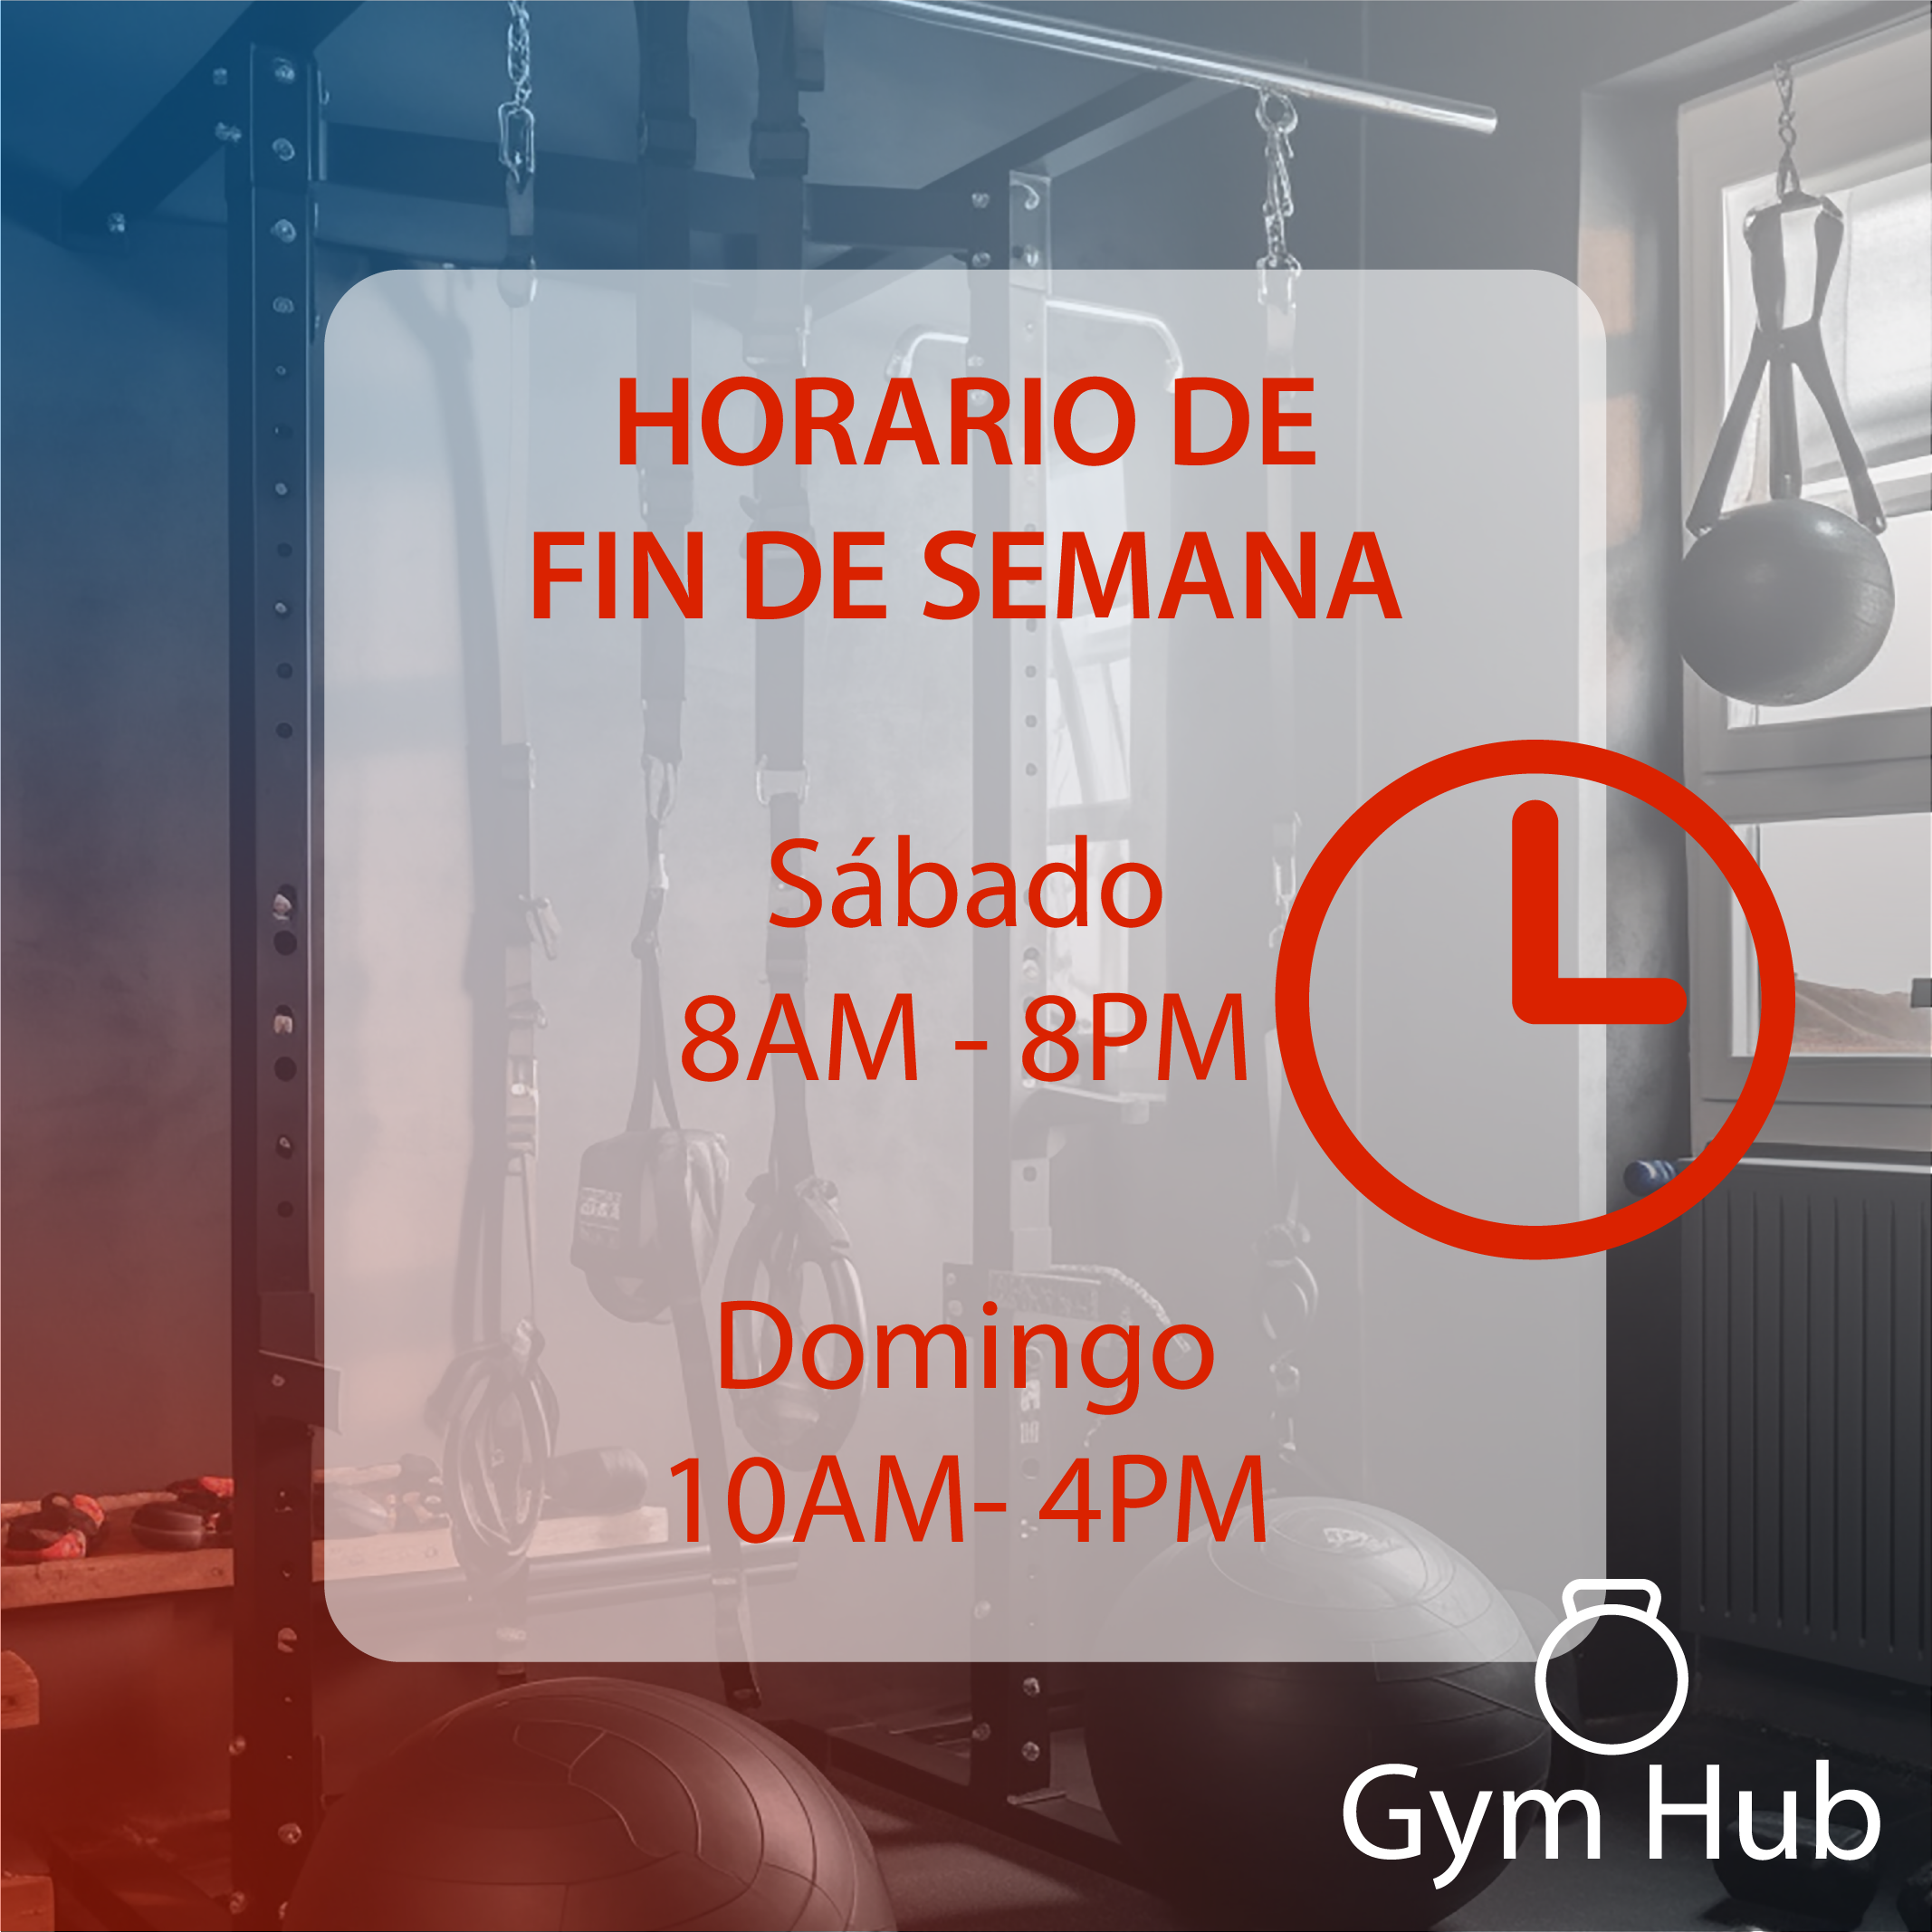 HORARIO DE
FIN DE SEMANA
Sábado
8AM - 8PM
Domingo
10AM- 4PM
Gym Hub